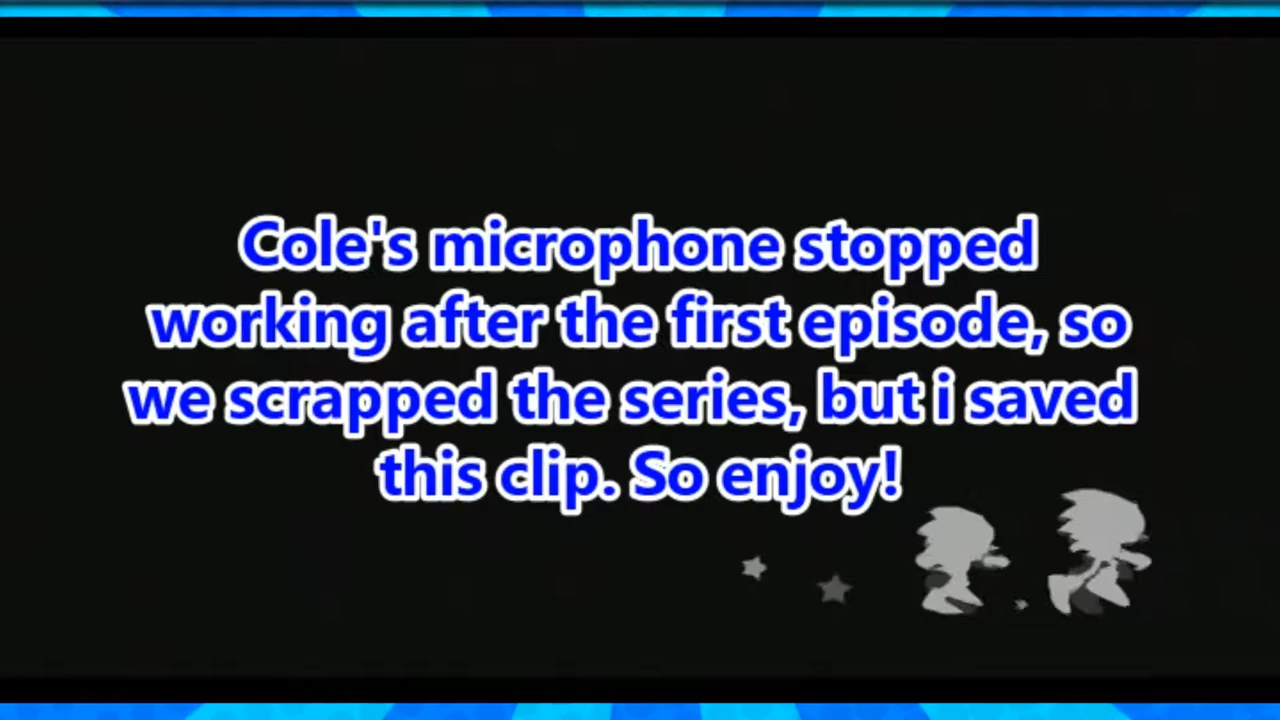 Cole's microphone stopped
working after the first episode, so
we scrapped the series, but i saved
this clip. So enjoy!